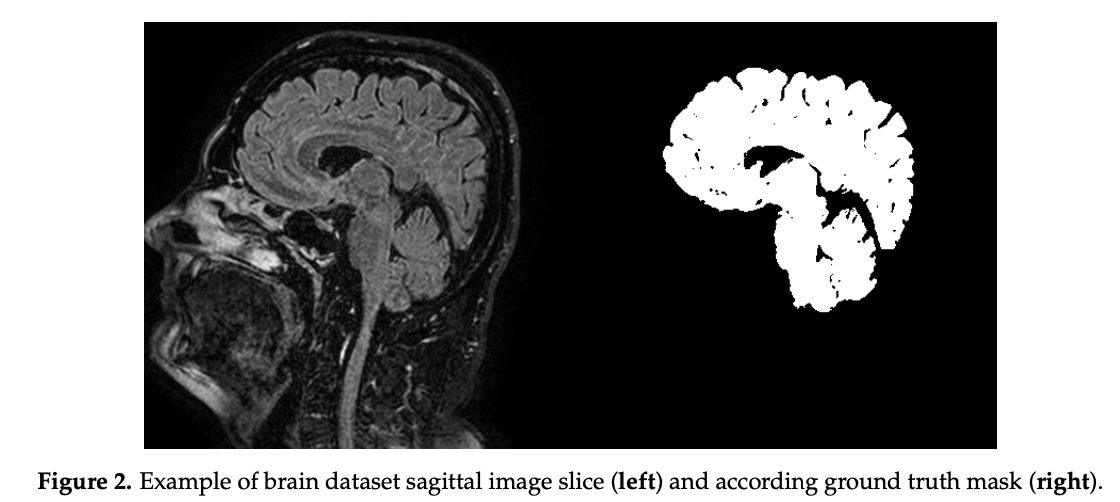 Figure 2. Example of brain dataset sagittal image slice (left) and according ground truth mask (right).